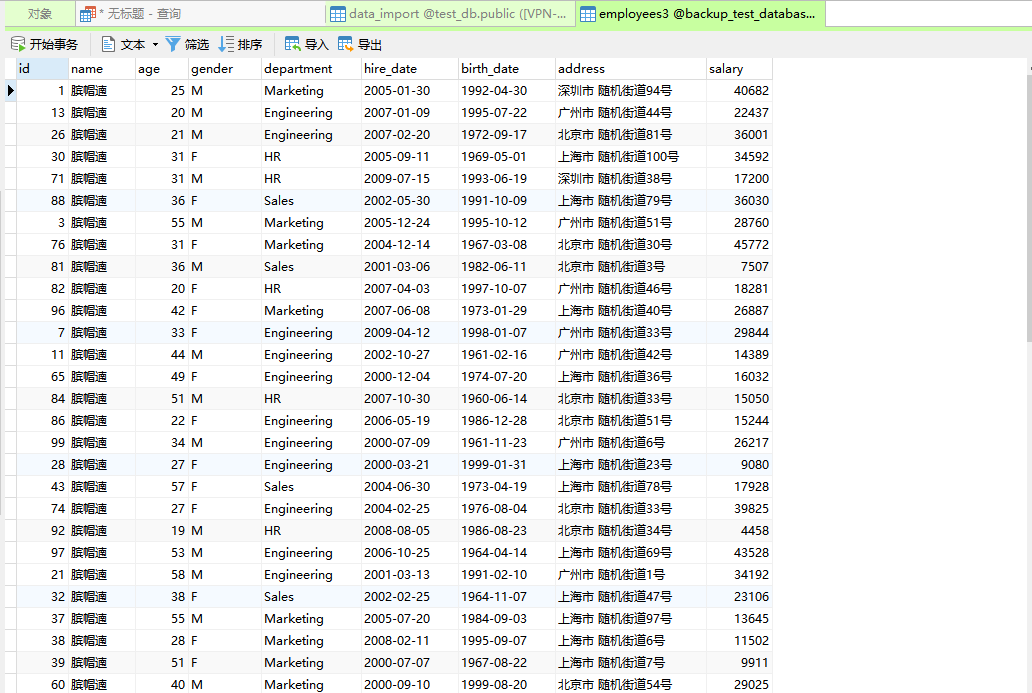 对象 * 无标题 - 查询 data_import @test_db.public ([VPN-... employees3 @backup_test_databas...
开始事务 文本 筛选 排序 导入 导出
id name age gender department hire_date birth_date address salary
1 膑帽遬 25 M Marketing 2005-01-30 1992-04-30 深圳市 随机街道94号 40682
13 膑帽遬 20 M Engineering 2007-01-09 1995-07-22 广州市 随机街道44号 22437
26 膑帽遬 21 M Engineering 2007-02-20 1972-09-17 北京市 随机街道81号 36001
30 膑帽遬 31 F HR 2005-09-11 1969-05-01 上海市 随机街道100号 34592
71 膑帽遬 31 M HR 2009-07-15 1993-06-19 深圳市 随机街道38号 17200
88 膑帽遬 36 F Sales 2002-05-30 1991-10-09 上海市 随机街道79号 36030
3 膑帽遬 55 M Marketing 2005-12-24 1995-10-12 广州市 随机街道51号 28760
76 膑帽遬 31 F Marketing 2004-12-14 1967-03-08 北京市 随机街道30号 45772
81 膑帽遬 36 M Sales 2001-03-06 1982-06-11 北京市 随机街道3号 7507
82 膑帽遬 20 F HR 2007-04-03 1997-10-07 广州市 随机街道46号 18281
96 膑帽遬 42 F Marketing 2007-06-08 1973-01-29 上海市 随机街道40号 26887
7 膑帽遬 33 F Engineering 2009-04-12 1998-01-07 广州市 随机街道33号 29844
11 膑帽遬 44 M Engineering 2002-10-27 1961-02-16 广州市 随机街道42号 14389
65 膑帽遬 49 F Engineering 2000-12-04 1974-07-20 上海市 随机街道36号 16032
84 膑帽遬 51 M HR 2007-10-30 1960-06-14 北京市 随机街道33号 15050
86 膑帽遬 22 F Engineering 2006-05-19 1986-12-28 北京市 随机街道51号 15244
99 膑帽遬 34 M Engineering 2000-07-09 1961-11-23 广州市 随机街道6号 26217
28 膑帽遬 27 F Engineering 2000-03-21 1999-01-31 上海市 随机街道23号 9080
43 膑帽遬 57 F Sales 2004-06-30 1973-04-19 上海市 随机街道78号 17928
74 膑帽遬 27 F Engineering 2004-02-25 1976-08-04 北京市 随机街道33号 39825
92 膑帽遬 19 M HR 2008-08-05 1986-08-23 北京市 随机街道34号 4458
97 膑帽遬 53 M Engineering 2006-10-25 1964-04-14 上海市 随机街道69号 43528
21 膑帽遬 58 M Engineering 2001-03-13 1991-02-10 广州市 随机街道1号 34192
32 膑帽遬 38 F Sales 2002-02-25 1964-11-07 上海市 随机街道47号 23106
37 膑帽遬 55 M Marketing 2005-07-20 1984-09-03 上海市 随机街道97号 13645
38 膑帽遬 28 F Marketing 2008-02-11 1995-09-07 上海市 随机街道6号 11502
39 膑帽遬 51 F Marketing 2000-07-07 1967-08-22 上海市 随机街道7号 9911
60 膑帽遬 40 M Marketing 2000-09-10 1999-08-20 北京市 随机街道54号 29025